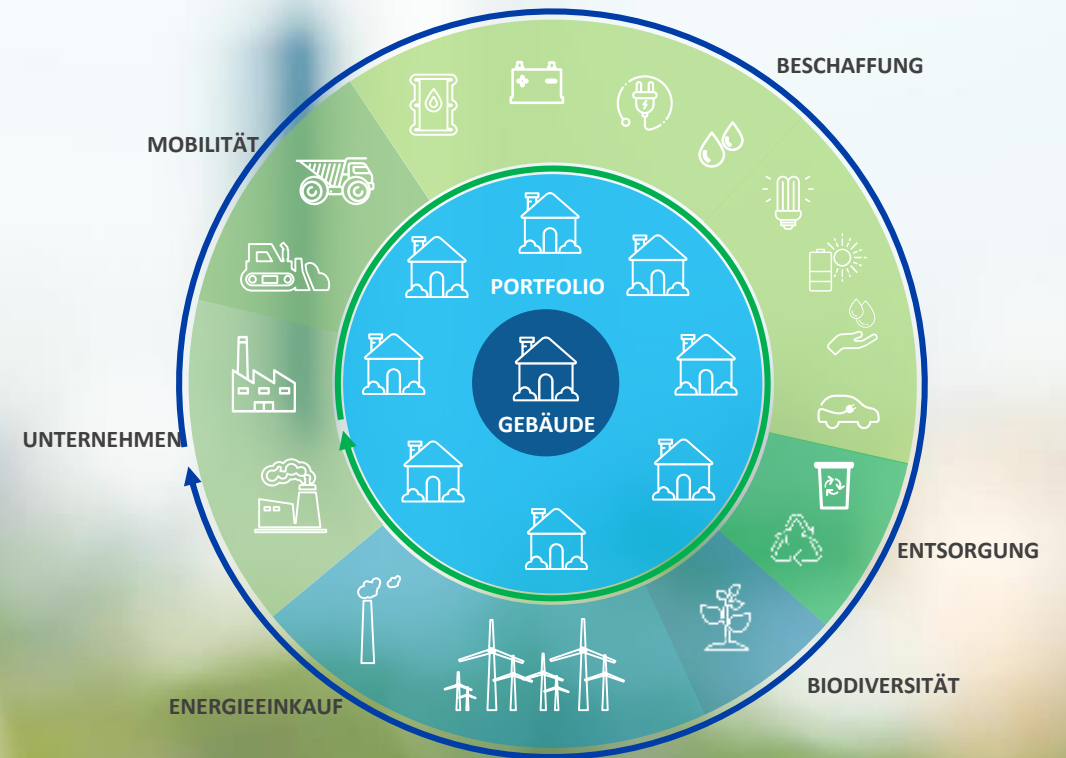 BESCHAFFUNG
MOBILITÄT
PORTFOLIO
GEBÄUDE
UNTERNEHMEN
ENTSORGUNG
BIODIVERSITÄT
ENERGIEEINKAUF